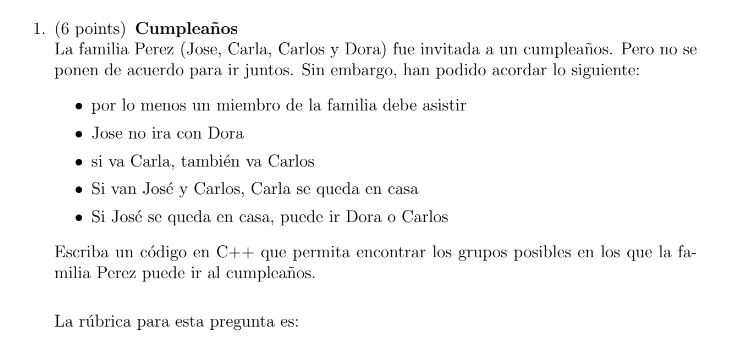 1. (6 points) Cumpleaños
La familia Perez (Jose, Carla, Carlos y Dora) fue invitada a un cumpleaños. Pero no se
ponen de acuerdo para ir juntos. Sin embargo, han podido acordar lo siguiente:
• por lo menos un miembro de la familia debe asistir
• Jose no ira con Dora
• si va Carla, también va Carlos
• Si van José y Carlos, Carla se queda en casa
• Si José se queda en casa, puede ir Dora o Carlos
Escriba un código en C++ que permita encontrar los grupos posibles en los que la fa-
milia Perez puede ir al cumpleaños.
La rúbrica para esta pregunta es: